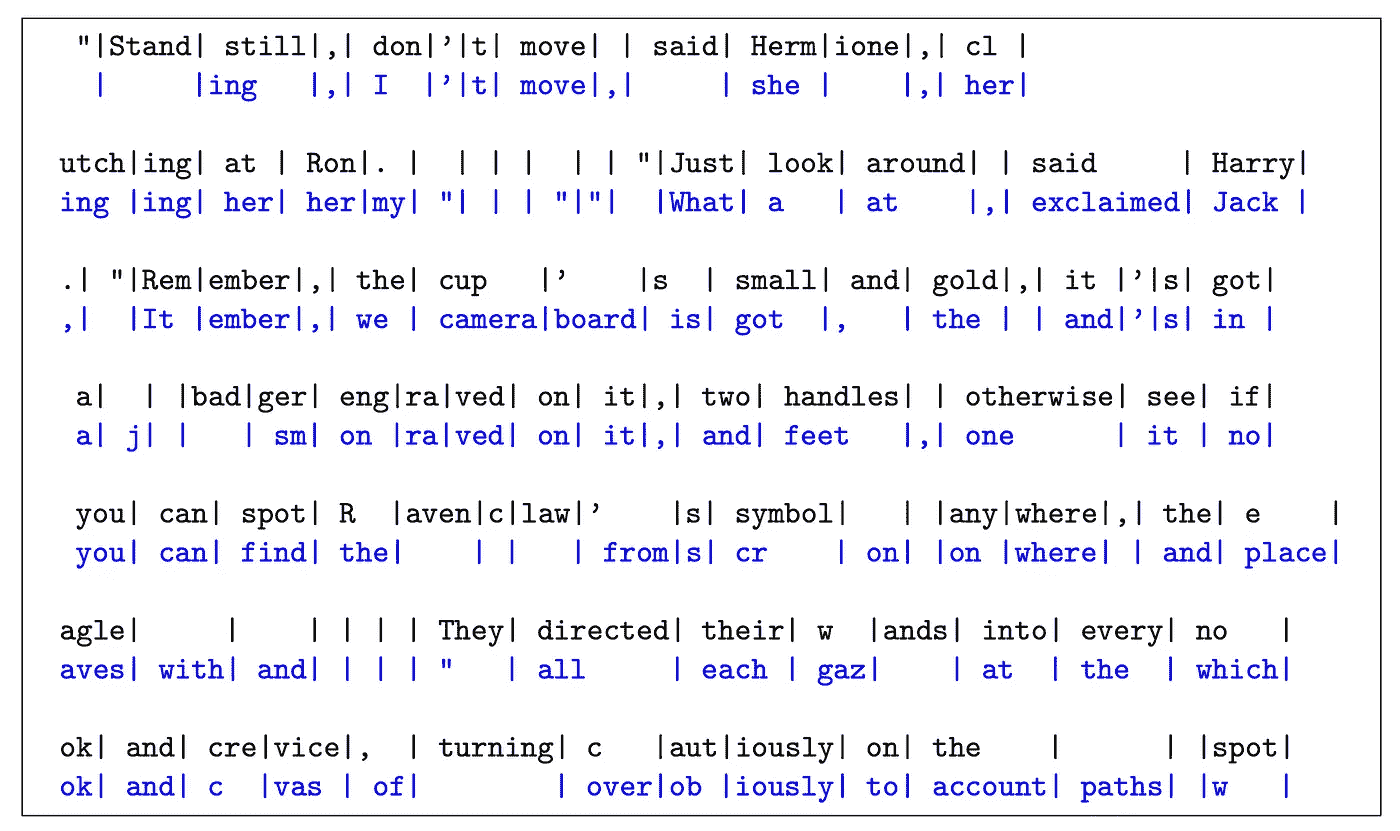 "|Stand| still|,| don|’|t| move| | said| Herm|ione|,| cl |
| |ing |,| I |’|t| move|,| | she | |,| her|
utch|ing| at | Ron|. | | | | | | "|Just| look| around| | said | Harry|
ing |ing| her| her|my| "| | | "|"| |What| a | at |,| exclaimed| Jack |
.| "|Rem|ember|,| the| cup |’ |s | small| and| gold|,| it |’|s| got|
,| |It |ember|,| we | camera|board| is| got |, | the | | and|’|s| in |
a| | |bad|ger| eng|ra|ved| on| it|,| two| handles| | otherwise| see| if|
a| j| | | sm| on |ra|ved| on| it|,| and| feet |,| one | it | no|
you| can| spot| R |aven|c|law|’ |s| symbol| | |any|where|,| the| e |
you| can| find| the| | | | from|s| cr | on| |on |where| | and| place|
agle| | | | | | They| directed| their| w |ands| into| every| no |
aves| with| and| | | | " | all | each | gaz| | at | the | which|
ok| and| cre|vice|, | turning| c |aut|iously| on| the | | |spot|
ok| and| c |vas | of| | over|ob |iously| to| account| paths| |w |